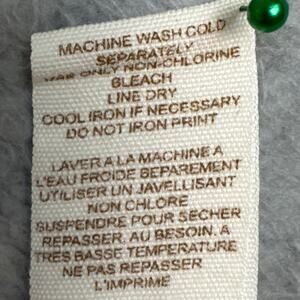 MACHINE WASH COLD
SEPARATELY
ONLY NON-CHLORINE
BLEACH
LINE DRY
COOL IRON IF NECESSARY
DO NOT IRON PRINT
LAVER A LA MACHINE A
L'EAU FROIDE SEPAREMENT
UTILISER UN JAVELLISANT
NON CHLORE
SUSPENDRE POUR SECHER
REPASSER, AU BESOIN, A
TRES BASSE TEMPERATURE
NE PAS REPASSER
L'IMPRIME